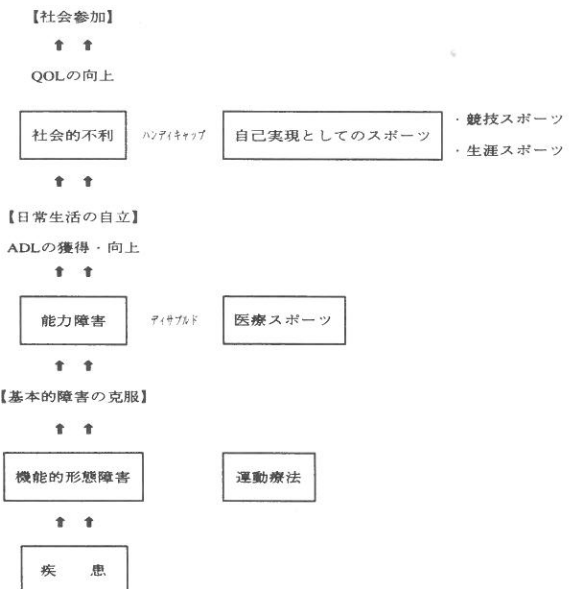 【社会参加】
QOLの向上
社会的不利 ハンディキャップ 自己実現としてのスポーツ
・競技スポーツ
・生涯スポーツ
【日常生活の自立】
ADLの獲得・向上
能力障害 ディサブルド 医療スポーツ
【基本的障害の克服】
機能的形態障害 運動療法
疾 患